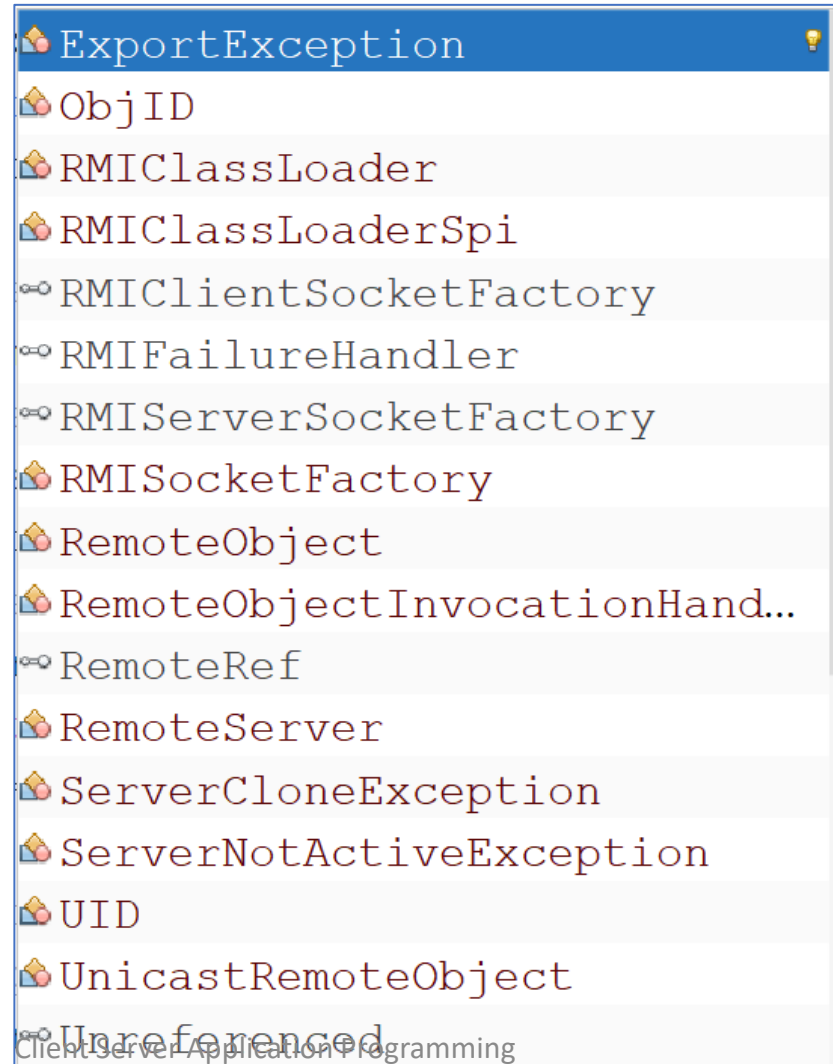 ExportException
ObjID
RMIClassLoader
RMIClassLoaderSpi
RMIClientSocketFactory
RMIFailureHandler
RMIServerSocketFactory
RMISocketFactory
RemoteObject
RemoteObjectInvocationHand...
RemoteRef
RemoteServer
ServerCloneException
ServerNotActiveException
UID
UnicastRemoteObject
Unreferenced
Client Server Application Programming